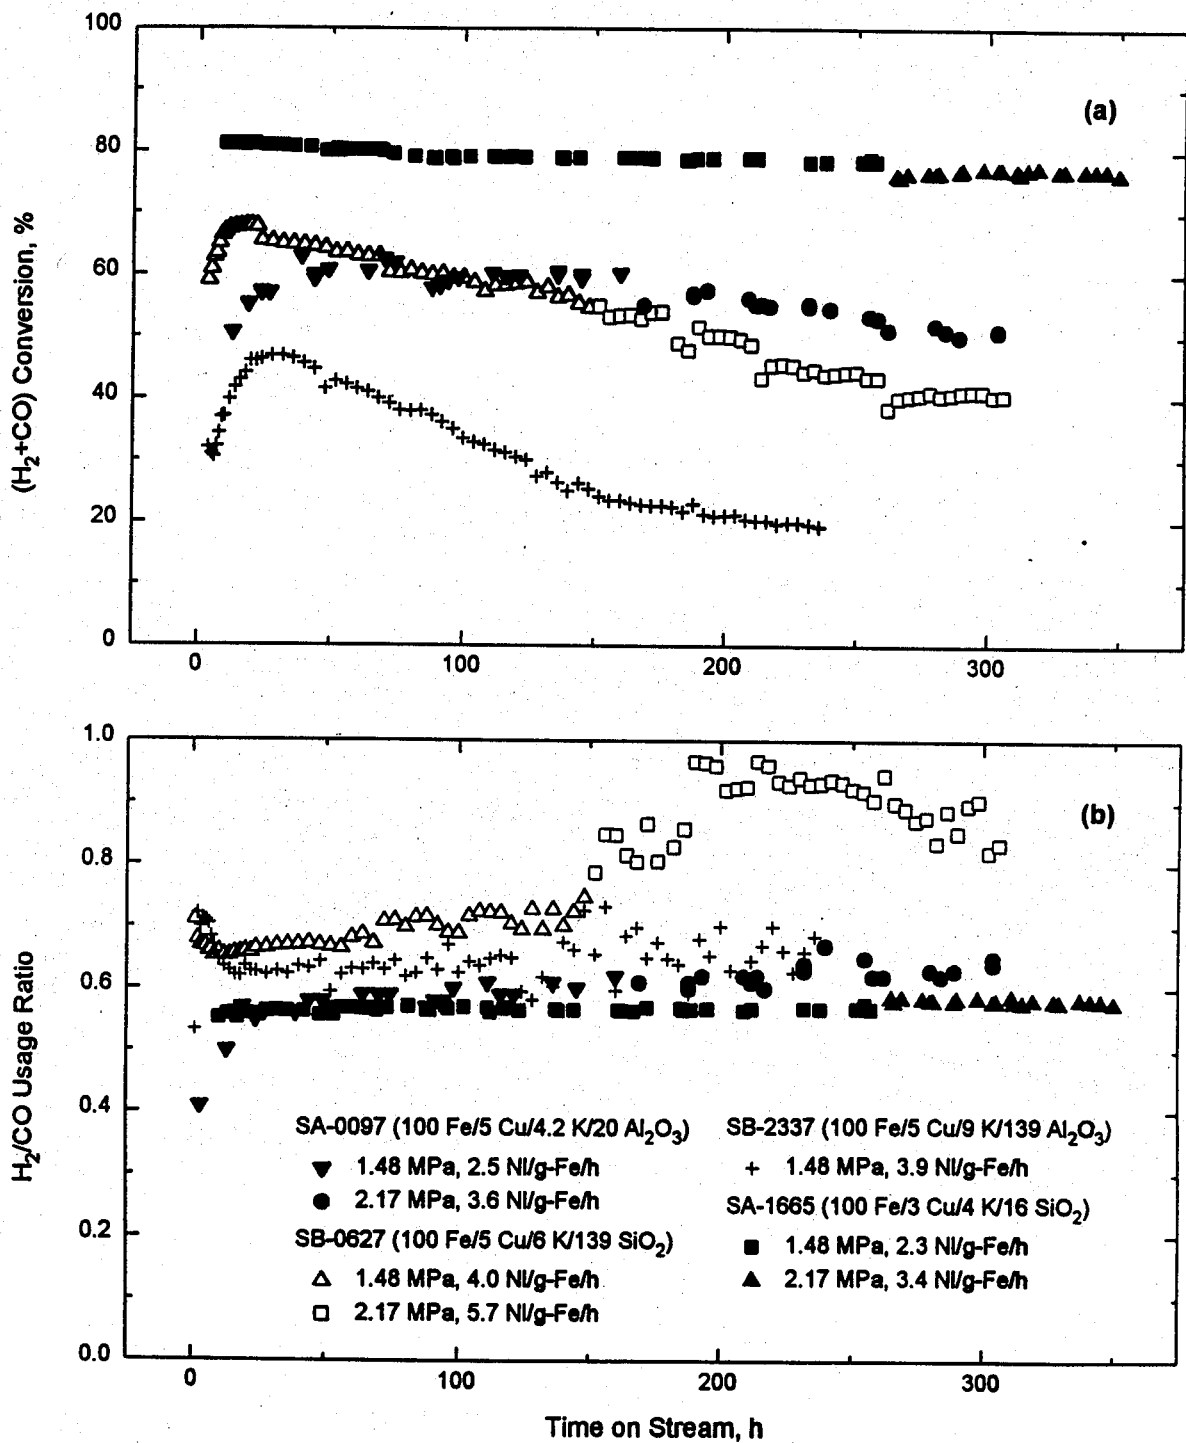 100
80
60
40
20
0
(H₂+CO) Conversion, %
(a)
0 100 200 300
1.0
0.8
0.6
0.4
0.2
0.0
H₂/CO Usage Ratio
(b)
SA-0097 (100 Fe/5 Cu/4.2 K/20 Al₂O₃)
1.48 MPa, 2.5 Nl/g-Fe/h
2.17 MPa, 3.6 Nl/g-Fe/h
SB-0627 (100 Fe/5 Cu/6 K/139 SiO₂)
1.48 MPa, 4.0 Nl/g-Fe/h
2.17 MPa, 5.7 Nl/g-Fe/h
SB-2337 (100 Fe/5 Cu/9 K/139 Al₂O₃)
1.48 MPa, 3.9 Nl/g-Fe/h
SA-1665 (100 Fe/3 Cu/4 K/16 SiO₂)
1.48 MPa, 2.3 Nl/g-Fe/h
2.17 MPa, 3.4 Nl/g-Fe/h
0 100 200 300
Time on Stream, h